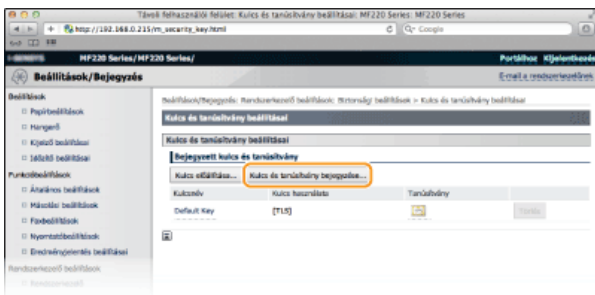 Távoli felhasználói felület: Kulcs és tanúsítvány beállításai: MF220 Series: MF220 Series
http://192.168.0.215/m_security_key.html
Google
MF220 Series/MF220 Series/
Portálhoz Kijelentkezés
Beállítások/Bejegyzés
E-mail a rendszerkezelőnek
Beállítások
Papírbeállítások
Hangerő
Kijelző beállításai
Időzítő beállításai
Funkcióbeállítások
Általános beállítások
Másolási beállítások
Faxbeállítások
Nyomtatóbeállítások
Eredményjelentés beállításai
Rendszerkezelő beállítások
Rendszerkezelő
Beállítások/Bejegyzés: Rendszerkezelő beállítások: Biztonsági beállítások > Kulcs és tanúsítvány beállításai
Kulcs és tanúsítvány beállításai
Kulcs és tanúsítvány beállításai
Bejegyzett kulcs és tanúsítvány
Kulcs előállítása... Kulcs és tanúsítvány bejegyzése...
Kulcsnév Kulcs használata Tanúsítvány
Default Key [TLS] Törlés